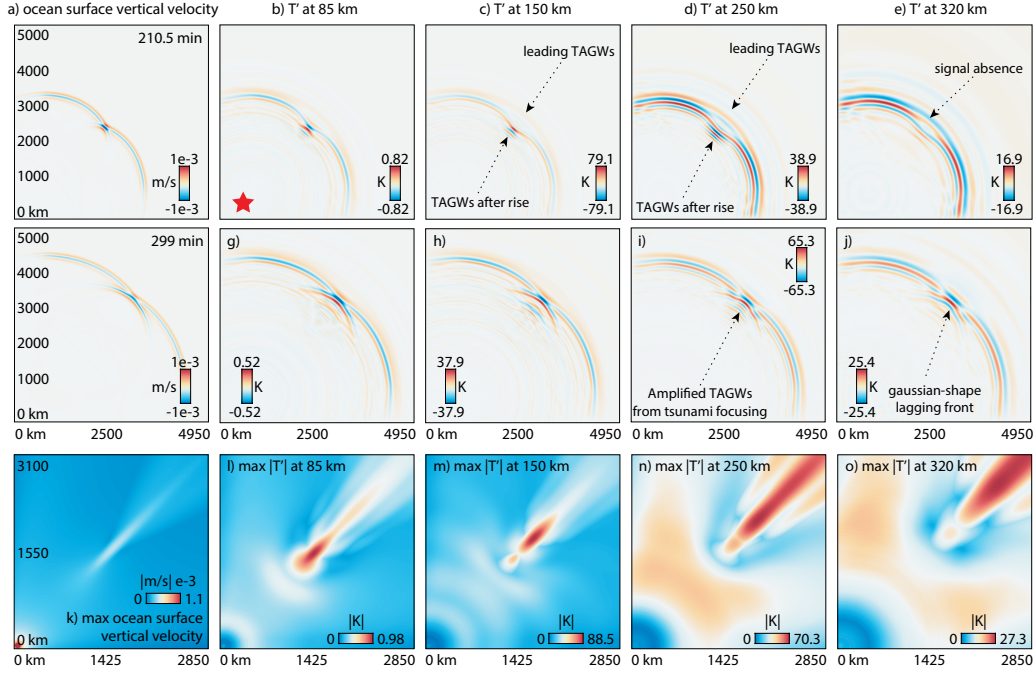 a) ocean surface vertical velocity
b) T′ at 85 km
c) T′ at 150 km
d) T′ at 250 km
e) T′ at 320 km
5000
4000
3000
2000
1000
0 km
210.5 min
1e-3
m/s
-1e-3
0.82
K
-0.82
leading TAGWs
TAGWs after rise
79.1
K
-79.1
leading TAGWs
TAGWs after rise
38.9
K
-38.9
signal absence
16.9
K
-16.9
5000
4000
3000
2000
1000
0 km
299 min
1e-3
m/s
-1e-3
g)
0.52
K
-0.52
h)
37.9
K
-37.9
i)
65.3
K
-65.3
Amplified TAGWs
from tsunami focusing
j)
25.4
K
-25.4
gaussian-shape
lagging front
0 km 2500 4950
0 km 2500 4950
0 km 2500 4950
0 km 2500 4950
0 km 2500 4950
3100
1550
0 km
|m/s| e-3
0 1.1
k) max ocean surface
vertical velocity
l) max |T′| at 85 km
|K|
0 0.98
m) max |T′| at 150 km
|K|
0 88.5
n) max |T′| at 250 km
|K|
0 70.3
o) max |T′| at 320 km
|K|
0 27.3
0 km 1425 2850
0 km 1425 2850
0 km 1425 2850
0 km 1425 2850
0 km 1425 2850